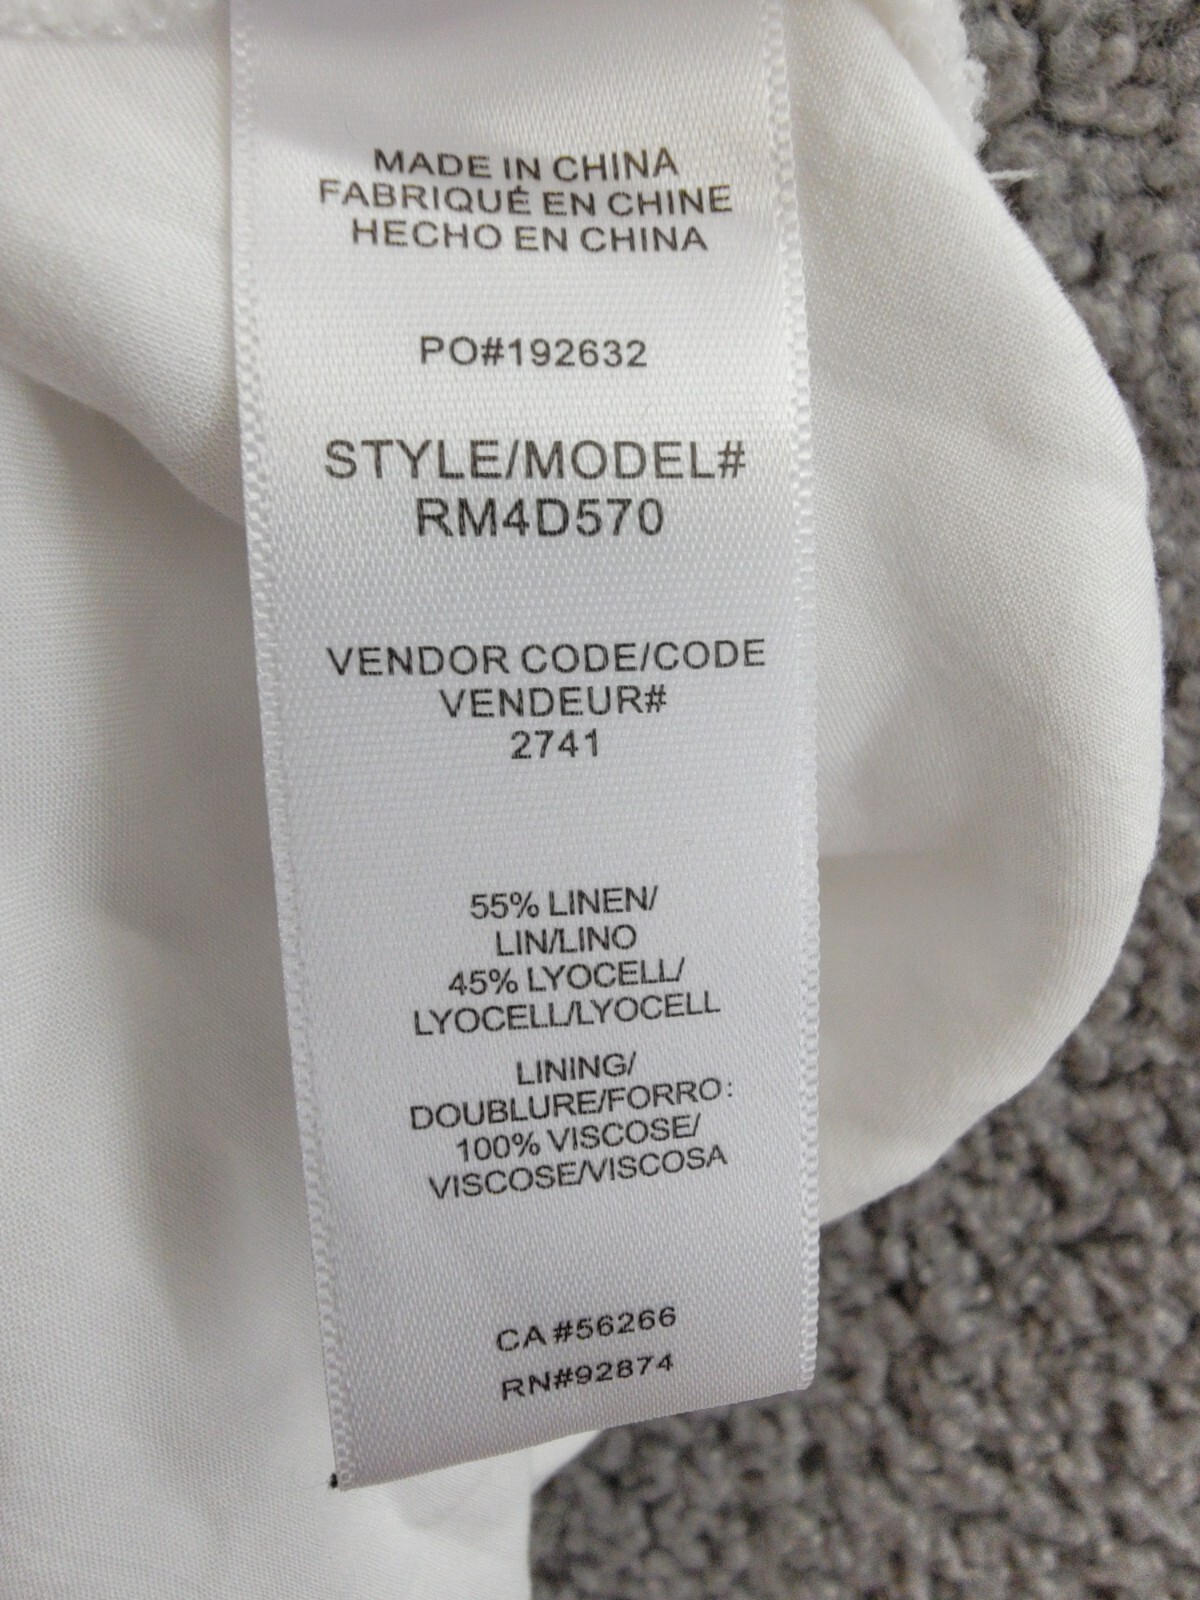 MADE IN CHINA
FABRIQUÉ EN CHINE
HECHO EN CHINA
PO#192632
STYLE/MODEL#
RM4D570
VENDOR CODE/CODE
VENDEUR#
2741
55% LINEN/
LIN/LINO
45% LYOCELL/
LYOCELL/LYOCELL
LINING/
DOUBLURE/FORRO:
100% VISCOSE/
VISCOSE/VISCOSA
CA #56266
RN#92874